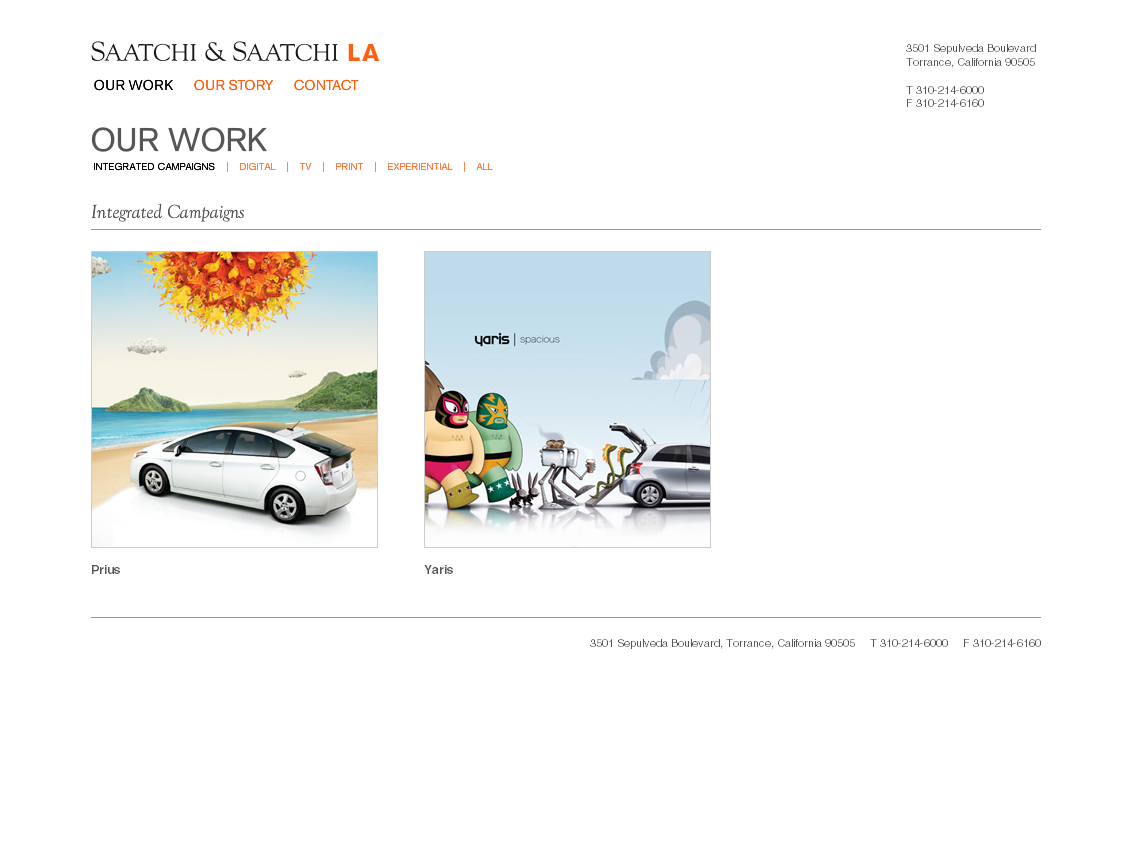 SAATCHI & SAATCHI LA
3501 Sepulveda Boulevard
Torrance, California 90505
T 310-214-6000
F 310-214-6160
OUR WORK OUR STORY CONTACT
OUR WORK
INTEGRATED CAMPAIGNS | DIGITAL | TV | PRINT | EXPERIENTIAL | ALL
Integrated Campaigns
yaris | spacious
Prius
Yaris
3501 Sepulveda Boulevard, Torrance, California 90505 T 310-214-6000 F 310-214-6160